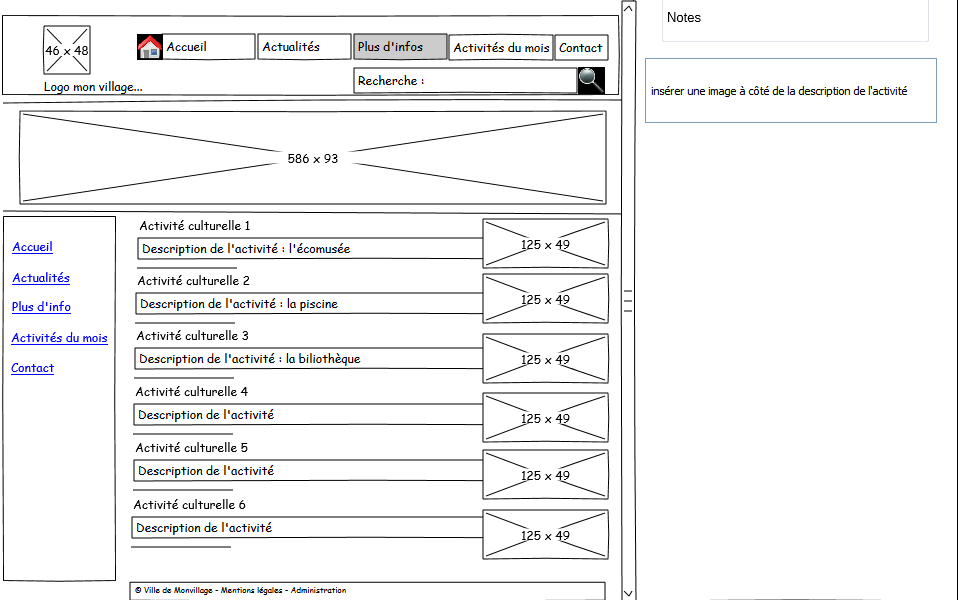 46 x 48
Logo mon village...
Accueil
Actualités
Plus d'infos
Activités du mois
Contact
Recherche :
586 x 93
Accueil
Actualités
Plus d'info
Activités du mois
Contact
Activité culturelle 1
Description de l'activité : l'écomusée
125 x 49
Activité culturelle 2
Description de l'activité : la piscine
125 x 49
Activité culturelle 3
Description de l'activité : la biliothèque
125 x 49
Activité culturelle 4
Description de l'activité
125 x 49
Activité culturelle 5
Description de l'activité
125 x 49
Activité culturelle 6
Description de l'activité
125 x 49
© Ville de Monvillage - Mentions légales - Administration
Notes
insérer une image à côté de la description de l'activité